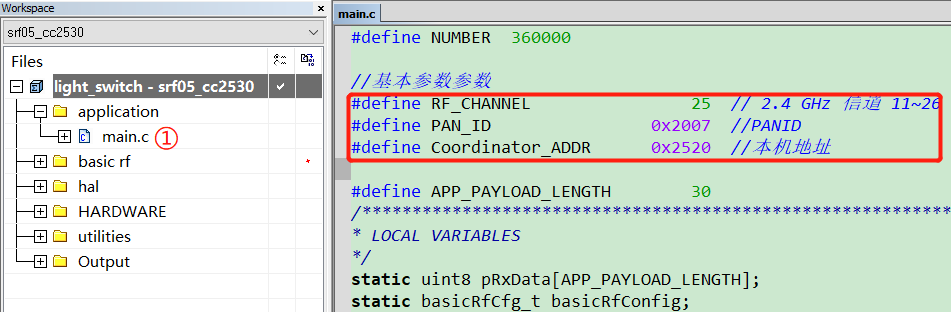 Workspace
srf05_cc2530
Files
light_switch - srf05_cc2530
application
main.c ①
basic rf
hal
HARDWARE
utilities
Output
main.c
#define NUMBER  360000
//基本参数参数
#define RF_CHANNEL                25  // 2.4 GHz 信道 11~26
#define PAN_ID                0x2007  //PANID
#define Coordinator_ADDR      0x2520  //本机地址
#define APP_PAYLOAD_LENGTH        30
/************************************************************
* LOCAL VARIABLES
*/
static uint8 pRxData[APP_PAYLOAD_LENGTH];
static basicRfCfg_t basicRfConfig;